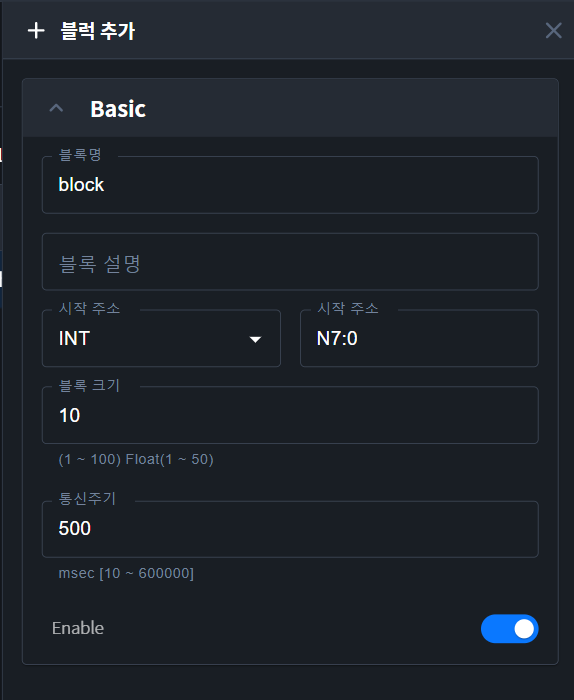 블럭 추가
Basic
블록명
block
블록 설명
시작 주소
INT
시작 주소
N7:0
블록 크기
10
(1 ~ 100) Float(1 ~ 50)
통신주기
500
msec [10 ~ 600000]
Enable